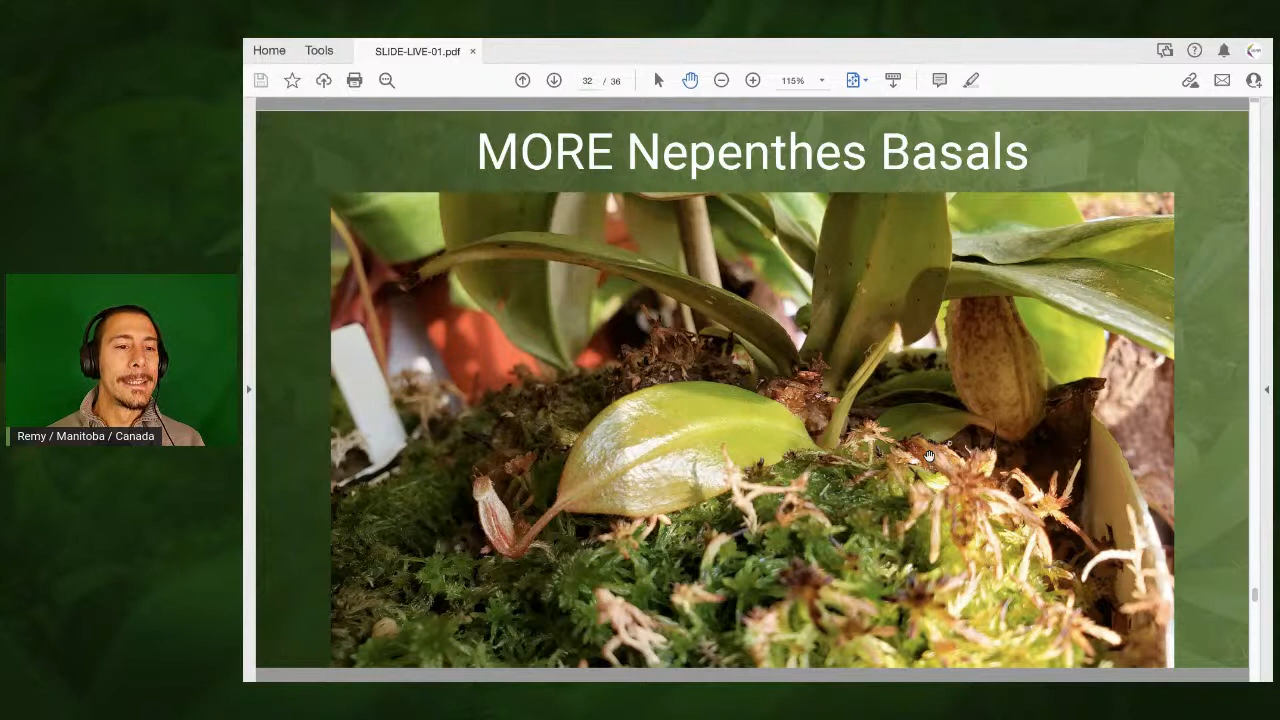 Home Tools SLIDE-LIVE-01.pdf ×
32 / 36 115%
MORE Nepenthes Basals
Remy / Manitoba / Canada